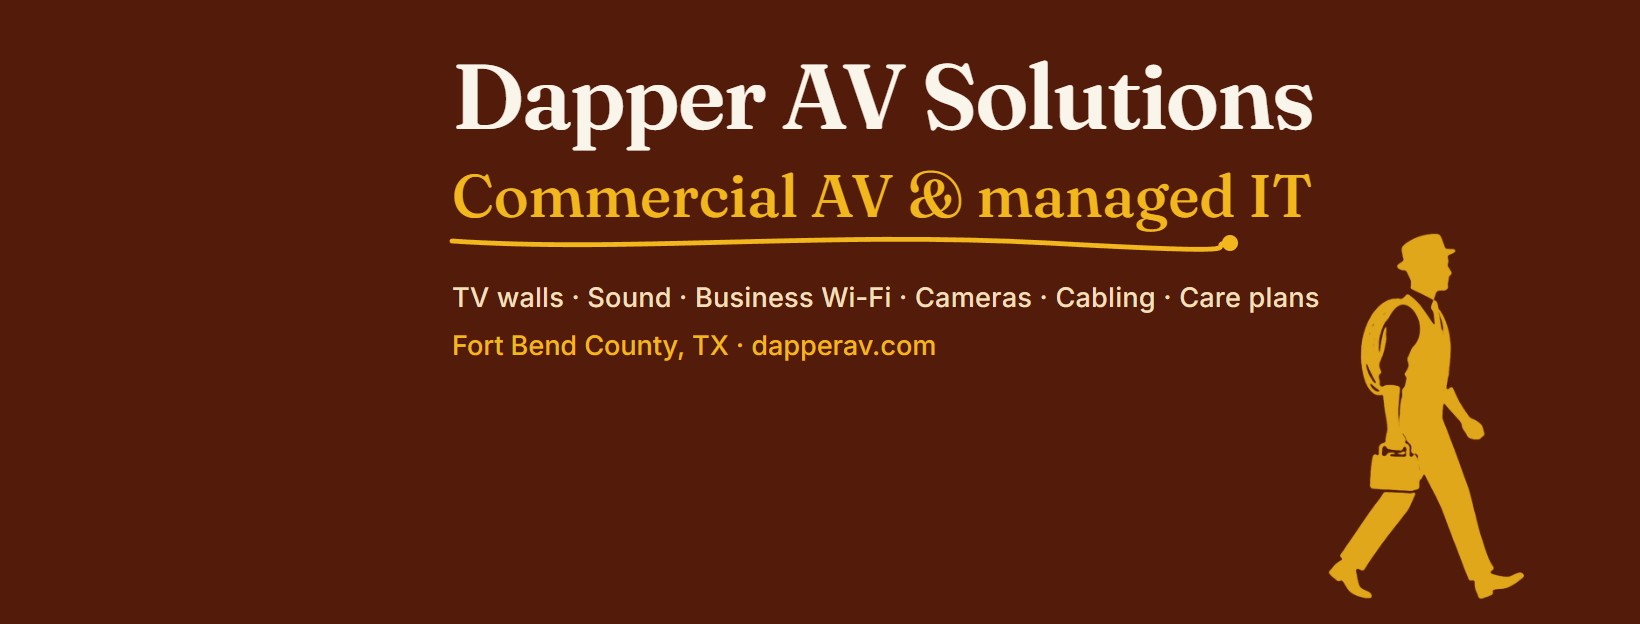 Dapper AV Solutions
Commercial AV & managed IT
TV walls · Sound · Business Wi-Fi · Cameras · Cabling · Care plans
Fort Bend County, TX · dapperav.com